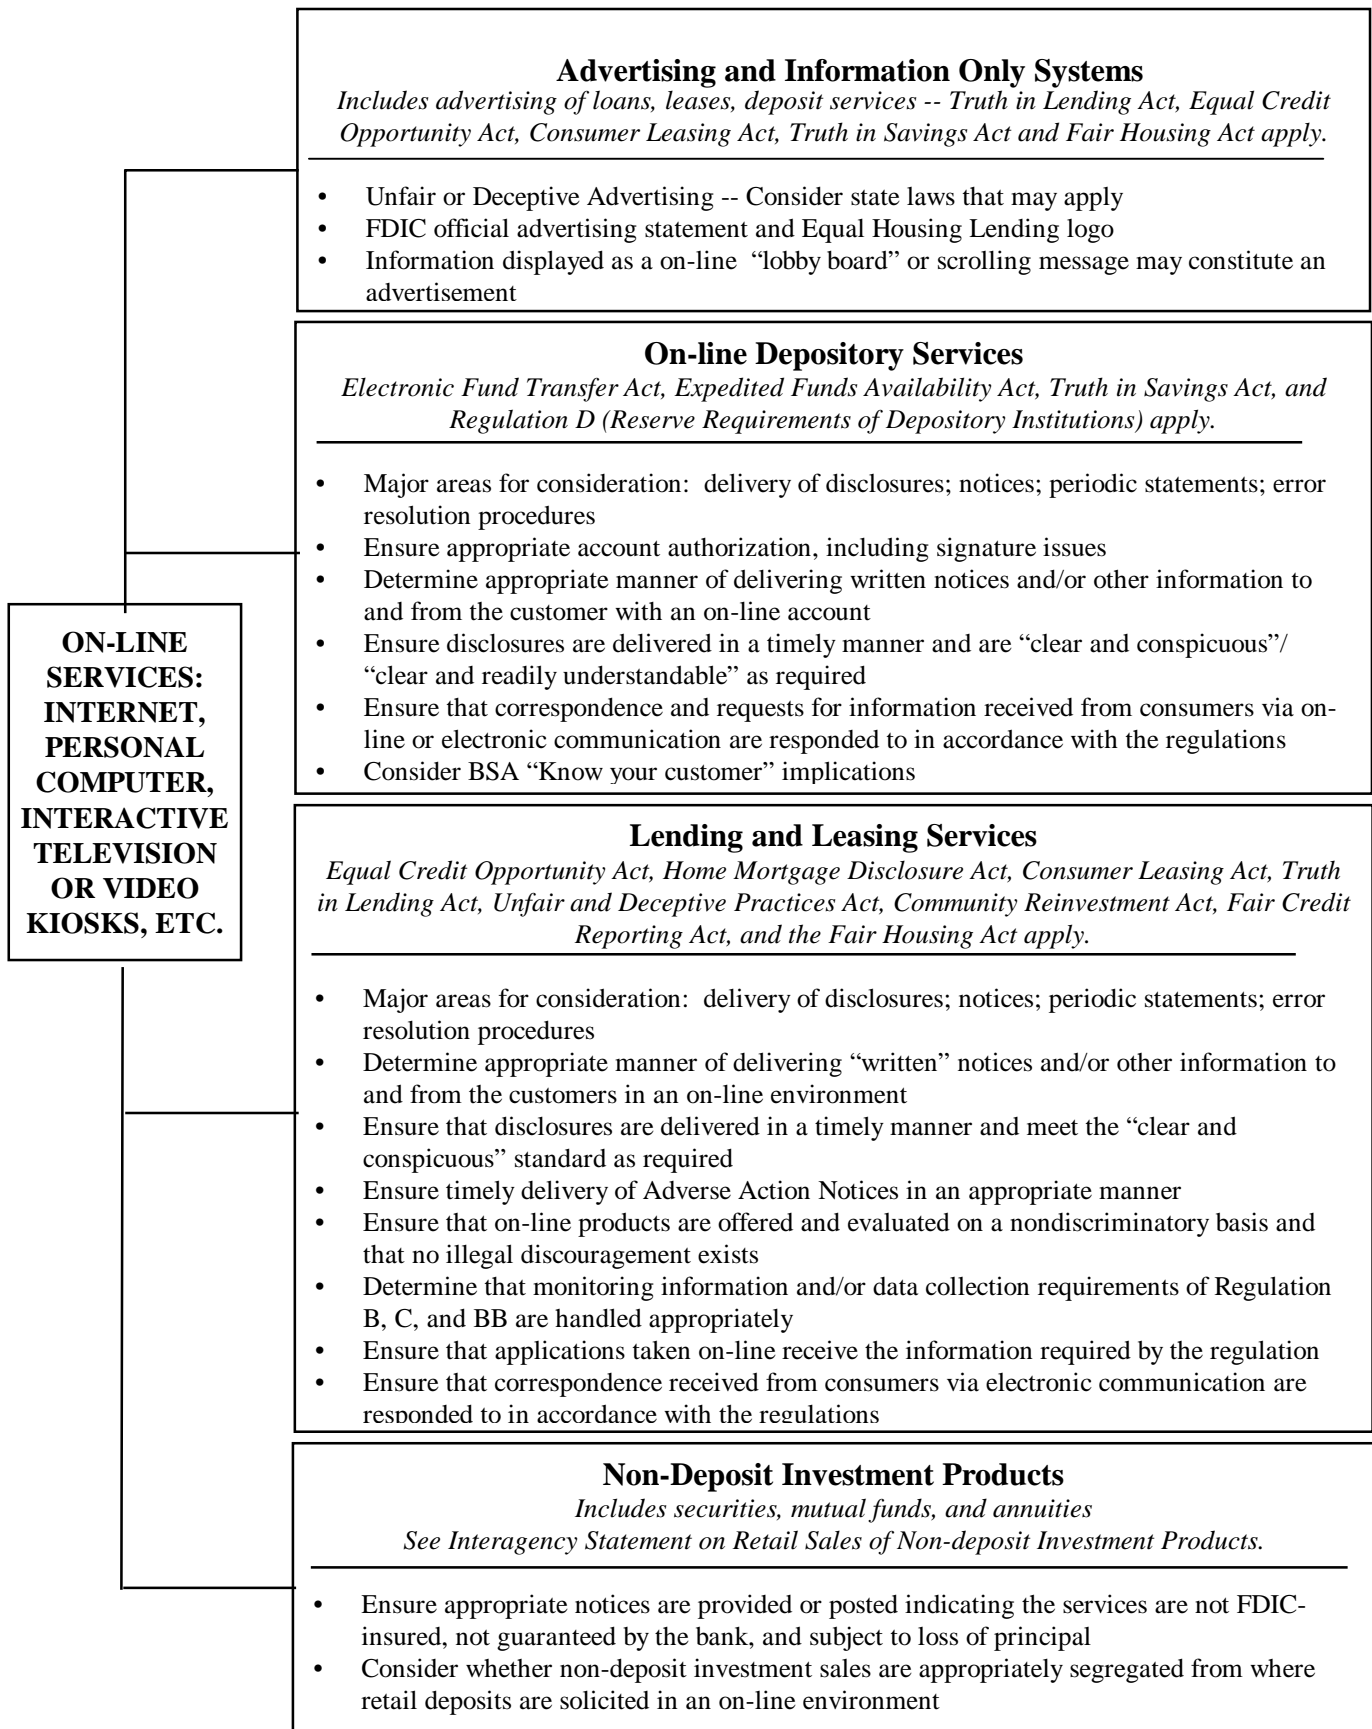 Advertising and Information Only Systems
Includes advertising of loans, leases, deposit services -- Truth in Lending Act, Equal Credit
Opportunity Act, Consumer Leasing Act, Truth in Savings Act and Fair Housing Act apply.
• Unfair or Deceptive Advertising -- Consider state laws that may apply
• FDIC official advertising statement and Equal Housing Lending logo
• Information displayed as a on-line “lobby board” or scrolling message may constitute an
advertisement
On-line Depository Services
Electronic Fund Transfer Act, Expedited Funds Availability Act, Truth in Savings Act, and
Regulation D (Reserve Requirements of Depository Institutions) apply.
• Major areas for consideration: delivery of disclosures; notices; periodic statements; error
resolution procedures
• Ensure appropriate account authorization, including signature issues
• Determine appropriate manner of delivering written notices and/or other information to
and from the customer with an on-line account
• Ensure disclosures are delivered in a timely manner and are “clear and conspicuous”/
“clear and readily understandable” as required
• Ensure that correspondence and requests for information received from consumers via on-
line or electronic communication are responded to in accordance with the regulations
• Consider BSA “Know your customer” implications
ON-LINE
SERVICES:
INTERNET,
PERSONAL
COMPUTER,
INTERACTIVE
TELEVISION
OR VIDEO
KIOSKS, ETC.
Lending and Leasing Services
Equal Credit Opportunity Act, Home Mortgage Disclosure Act, Consumer Leasing Act, Truth
in Lending Act, Unfair and Deceptive Practices Act, Community Reinvestment Act, Fair Credit
Reporting Act, and the Fair Housing Act apply.
• Major areas for consideration: delivery of disclosures; notices; periodic statements; error
resolution procedures
• Determine appropriate manner of delivering “written” notices and/or other information to
and from the customers in an on-line environment
• Ensure that disclosures are delivered in a timely manner and meet the “clear and
conspicuous” standard as required
• Ensure timely delivery of Adverse Action Notices in an appropriate manner
• Ensure that on-line products are offered and evaluated on a nondiscriminatory basis and
that no illegal discouragement exists
• Determine that monitoring information and/or data collection requirements of Regulation
B, C, and BB are handled appropriately
• Ensure that applications taken on-line receive the information required by the regulation
• Ensure that correspondence received from consumers via electronic communication are
responded to in accordance with the regulations
Non-Deposit Investment Products
Includes securities, mutual funds, and annuities
See Interagency Statement on Retail Sales of Non-deposit Investment Products.
• Ensure appropriate notices are provided or posted indicating the services are not FDIC-
insured, not guaranteed by the bank, and subject to loss of principal
• Consider whether non-deposit investment sales are appropriately segregated from where
retail deposits are solicited in an on-line environment